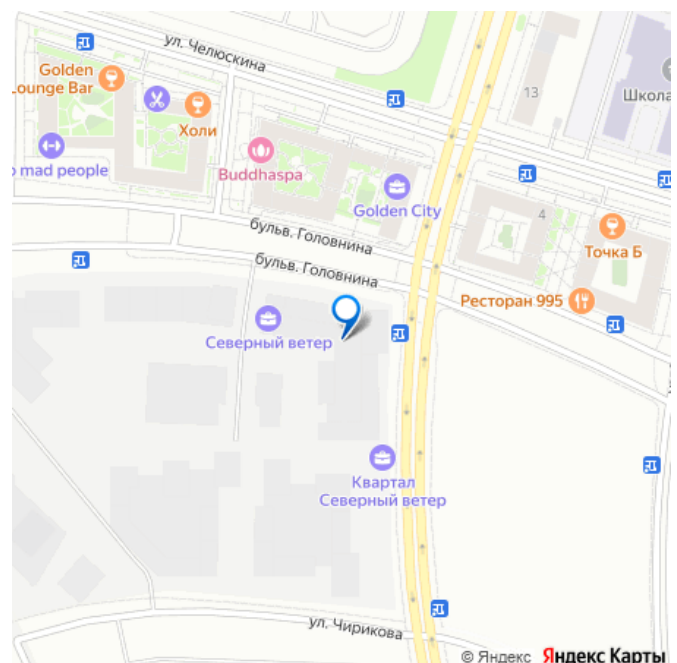 ул. Челюскина
Golden
ounge Bar
Холи
13
Школа
o mad people
Buddhaspa
Golden City
4
Точка Б
бульв. Головнина
бульв. Головнина
Ресторан 995
Северный ветер
Квартал
Северный ветер
ул. Чирикова
© Яндекс Яндекс Карты